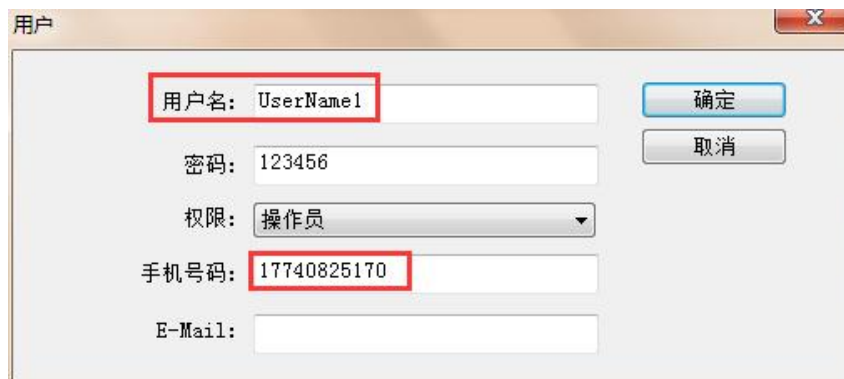 用户
用户名: UserName1
确定
密码: 123456
取消
权限: 操作员
手机号码: 17740825170
E-Mail: